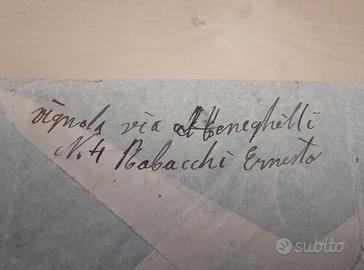 vignola via Meneghelli
N. 4 Rabacchi Ernesto
subito